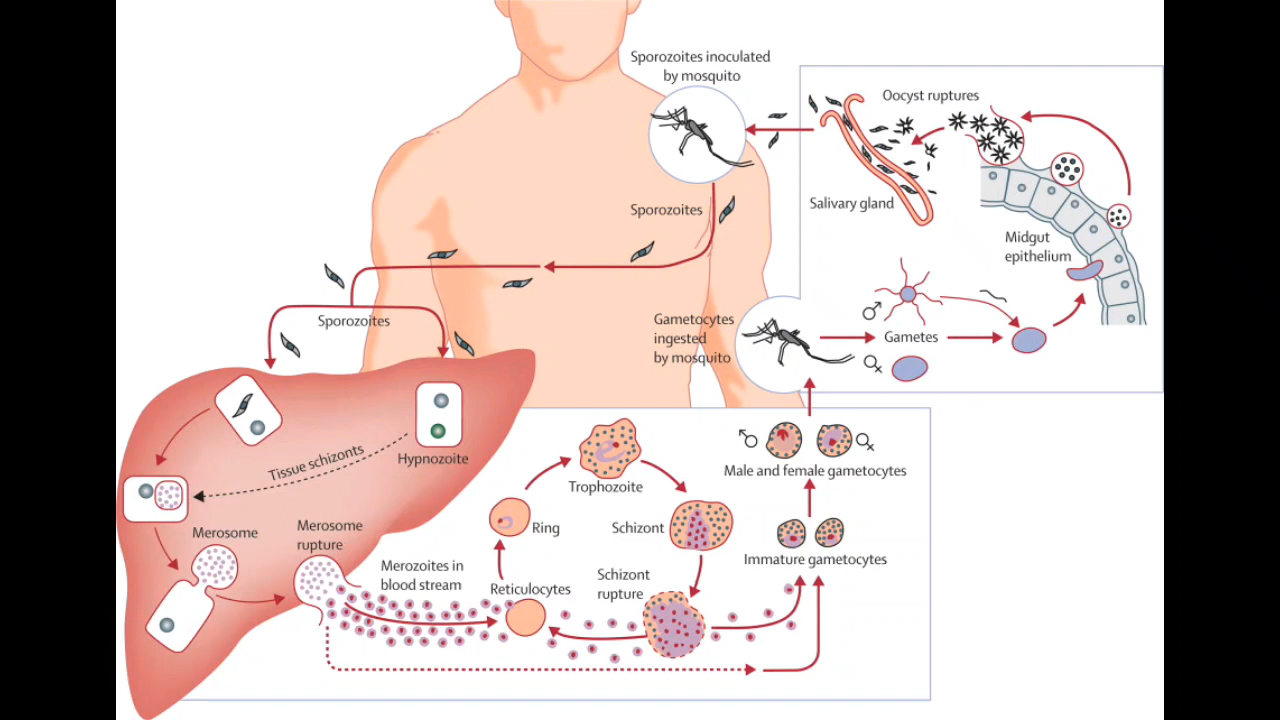 Sporozoites inoculated
by mosquito
Oocyst ruptures
Salivary gland
Midgut
epithelium
Sporozoites
Sporozoites
Gametocytes
ingested
by mosquito
Gametes
Hypnozoite
Tissue schizonts
Merosome
Merosome
rupture
Merozoites in
blood stream
Reticulocytes
Ring
Trophozoite
Schizont
Schizont
rupture
Male and female gametocytes
Immature gametocytes